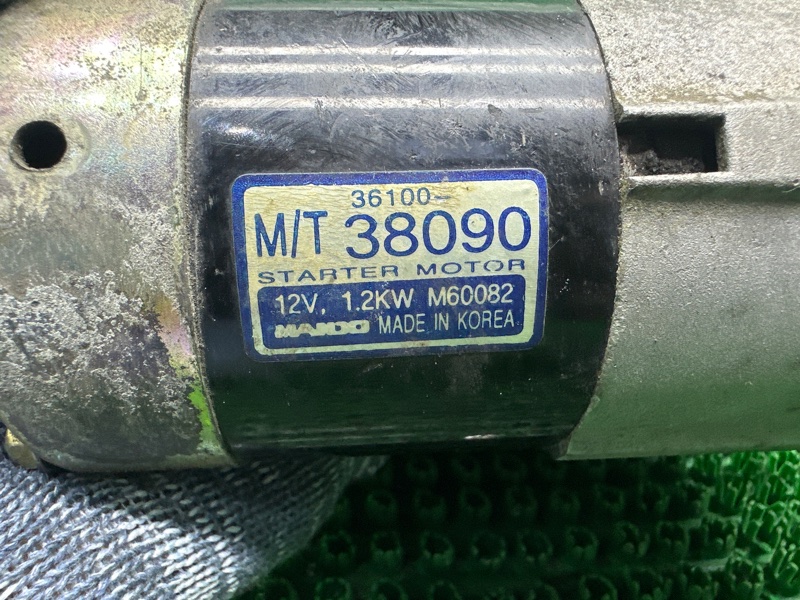 36100-
M/T 38090
STARTER MOTOR
12V, 1.2KW M60082
MANDO MADE IN KOREA